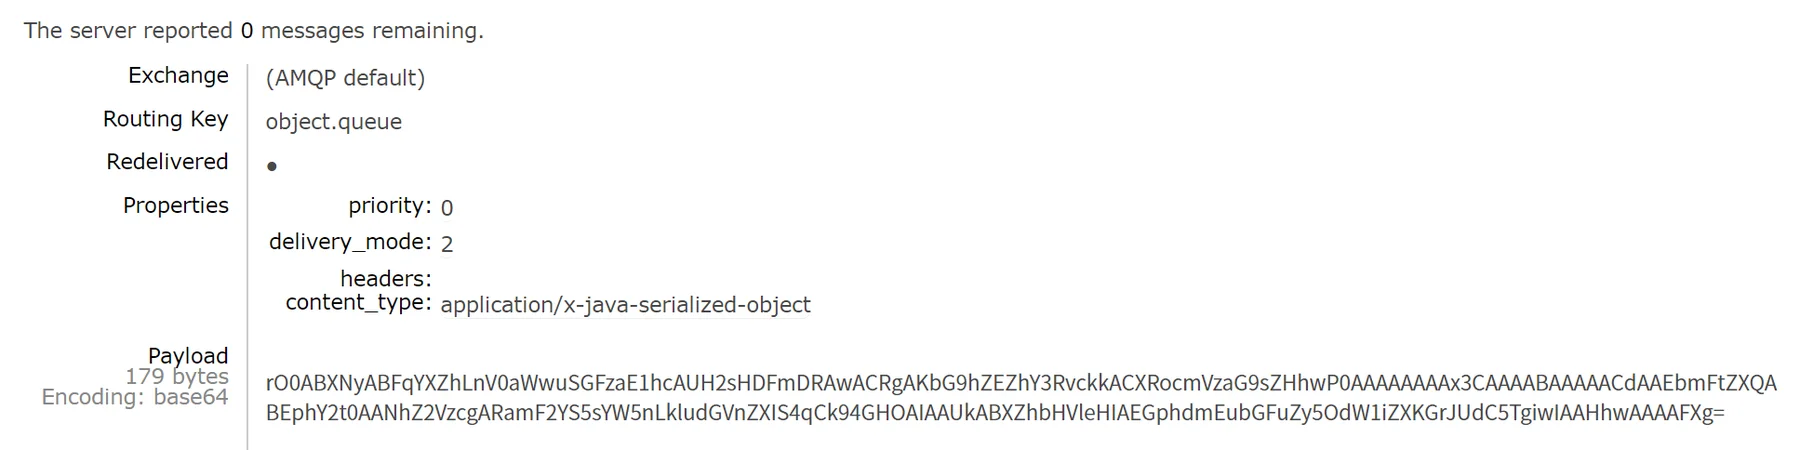 The server reported 0 messages remaining.
Exchange (AMQP default)
Routing Key object.queue
Redelivered ●
Properties priority: 0
delivery_mode: 2
headers:
content_type: application/x-java-serialized-object
Payload
179 bytes
Encoding: base64
rO0ABXNyABFqYXZhLnV0aWwuSGFzaE1hcAUH2sHDFmDRAwACRgAKbG9hZEZhY3RvckkACXRocmVzaG9sZHhwP0AAAAAAAAx3CAAAABAAAAACdAAEbmFtZXQA
BEphY2t0AANhZ2VzcgARamF2YS5sYW5nLkludGVnZXIS4qCk94GHOAIAAUkABXZhbHVleHIAEGphdmEubGFuZy5OdW1iZXKGrJUdC5TgiwIAAHhwAAAAFXg=